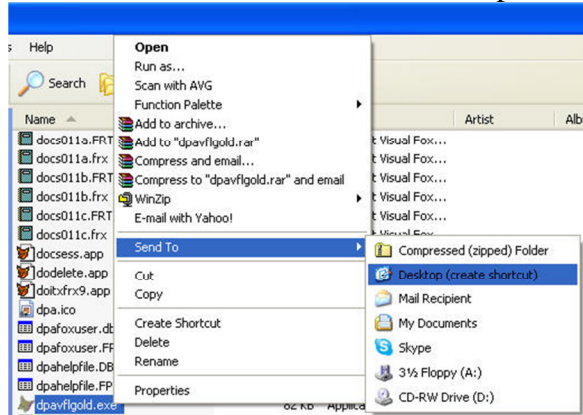 s Help
Search
Name
Artist
Alb
docs011a.FRT
docs011a.frx
docs011b.FRT
docs011b.frx
docs011c.FRT
docs011c.frx
docsess.app
dodelete.app
doitxfrx9.app
dpa.ico
dpafoxuser.db
dpafoxuser.FP
dpahelpfile.DB
dpahelpfile.FP
dpavflgold.exe
t Visual Fox...
t Visual Fox...
t Visual Fox...
t Visual Fox...
t Visual Fox...
t Visual Fox...
62 KB Applica
Open
Run as...
Scan with AVG
Function Palette
Add to archive...
Add to "dpavflgold.rar"
Compress and email...
Compress to "dpavflgold.rar" and email
WinZip
E-mail with Yahoo!
Send To
Cut
Copy
Create Shortcut
Delete
Rename
Properties
Compressed (zipped) Folder
Desktop (create shortcut)
Mail Recipient
My Documents
Skype
3½ Floppy (A:)
CD-RW Drive (D:)